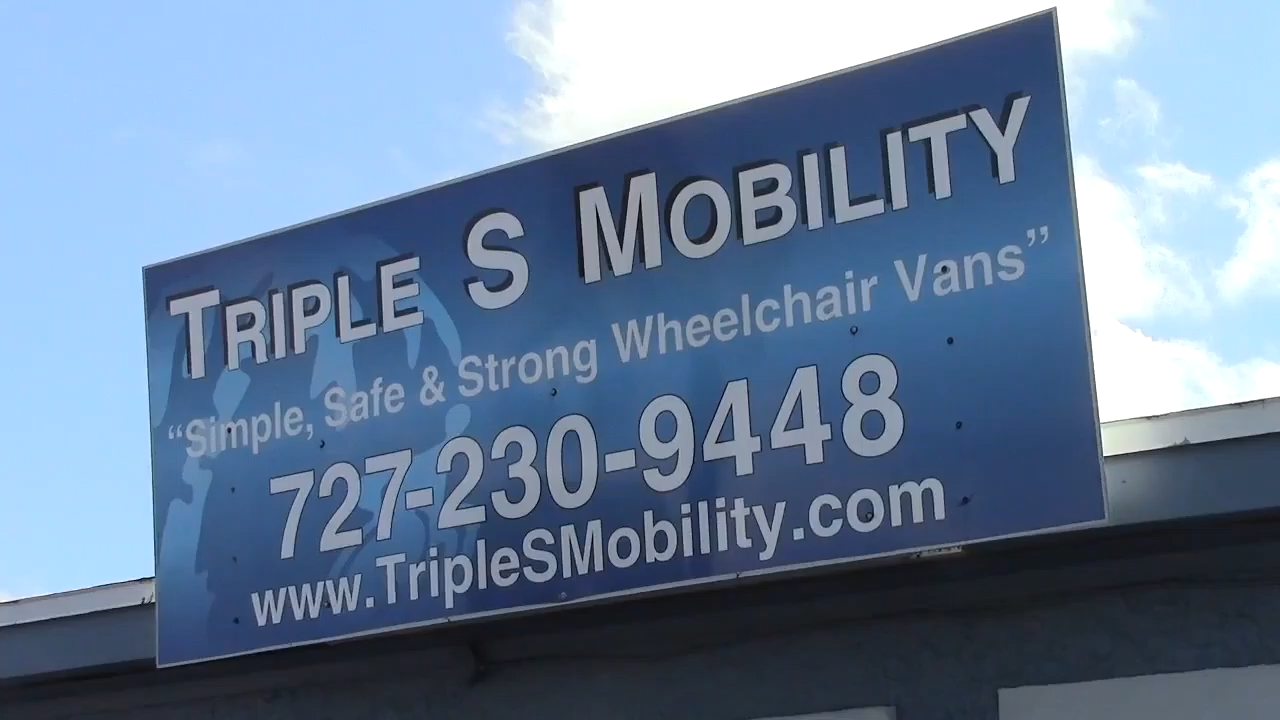 TRIPLE S MOBILITY
“Simple, Safe & Strong Wheelchair Vans”
727-230-9448
www.TripleSMobility.com